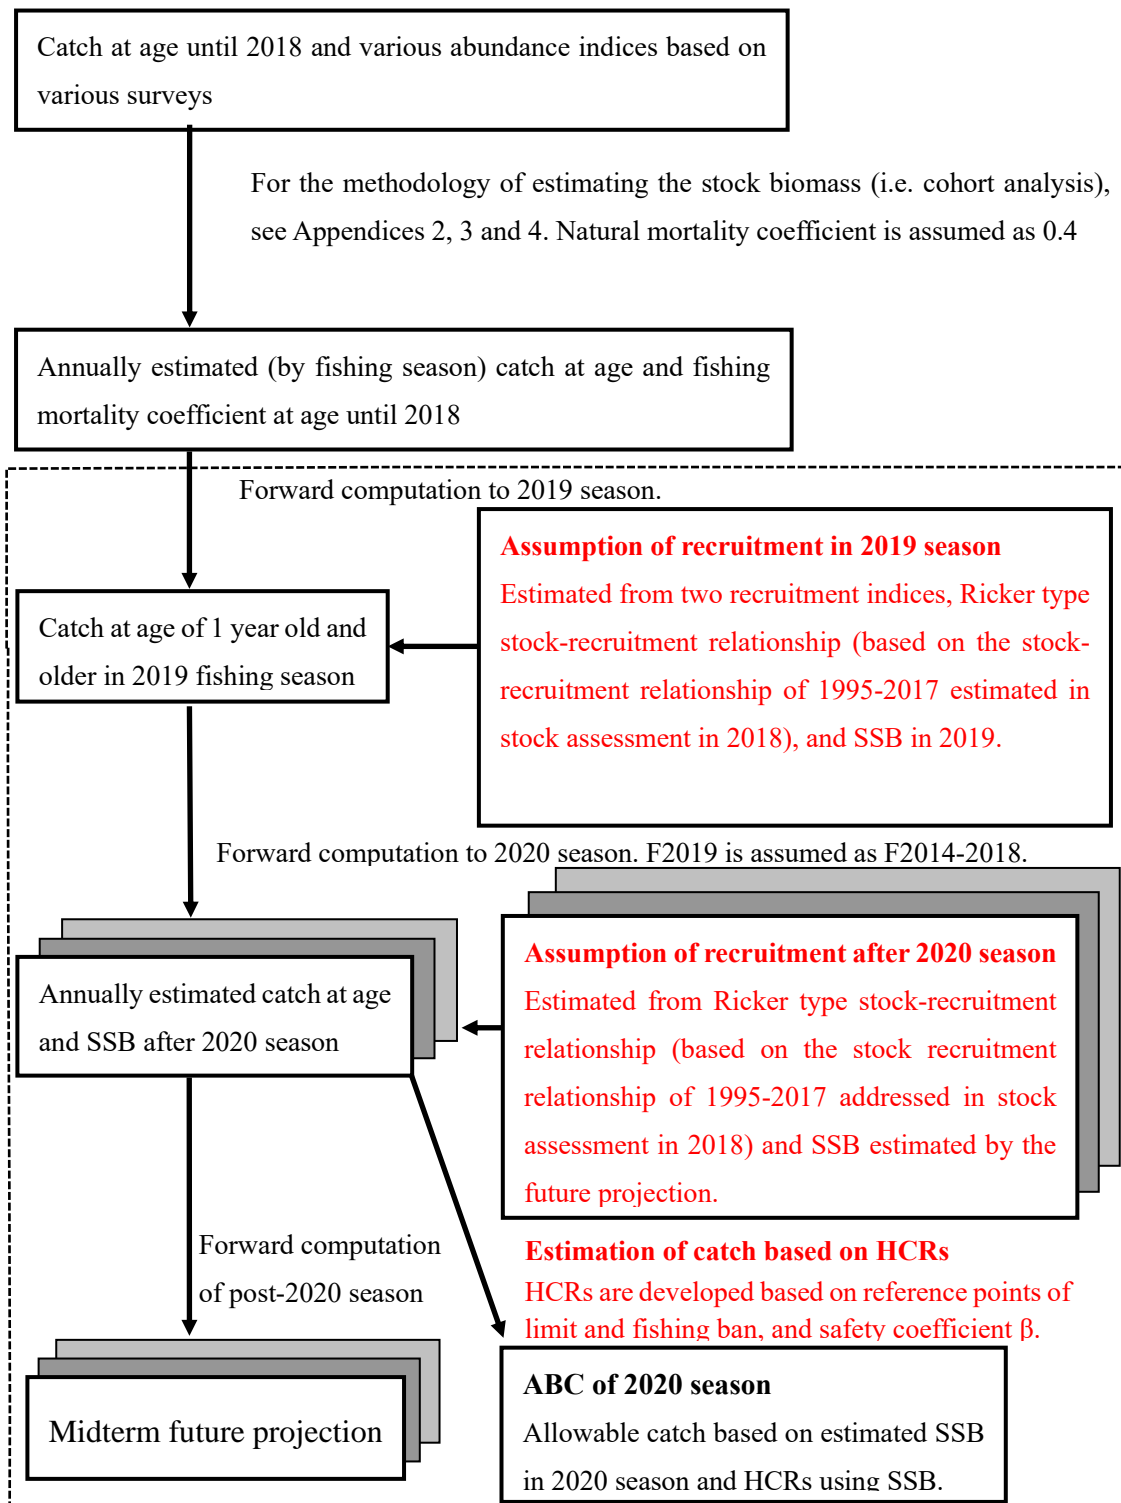 Catch at age until 2018 and various abundance indices based on
various surveys
For the methodology of estimating the stock biomass (i.e. cohort analysis),
see Appendices 2, 3 and 4. Natural mortality coefficient is assumed as 0.4
Annually estimated (by fishing season) catch at age and fishing
mortality coefficient at age until 2018
Forward computation to 2019 season.
Assumption of recruitment in 2019 season
Estimated from two recruitment indices, Ricker type
stock-recruitment relationship (based on the stock-
recruitment relationship of 1995-2017 estimated in
stock assessment in 2018), and SSB in 2019.
Catch at age of 1 year old and
older in 2019 fishing season
Forward computation to 2020 season. F2019 is assumed as F2014-2018.
Assumption of recruitment after 2020 season
Estimated from Ricker type stock-recruitment
relationship (based on the stock recruitment
relationship of 1995-2017 addressed in stock
assessment in 2018) and SSB estimated by the
future projection.
Annually estimated catch at age
and SSB after 2020 season
Forward computation
of post-2020 season
Estimation of catch based on HCRs
HCRs are developed based on reference points of
limit and fishing ban, and safety coefficient β.
Midterm future projection
ABC of 2020 season
Allowable catch based on estimated SSB
in 2020 season and HCRs using SSB.